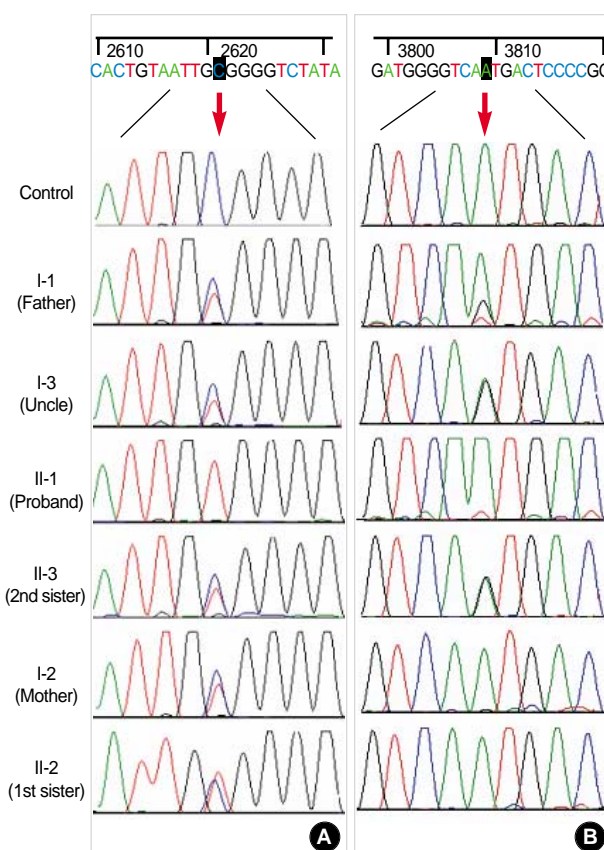 2610 2620
CACTGTAATTGCGGGGTCTATA
3800 3810
GATGGGGTCAATGACTCCCCGG
Control
I-1
(Father)
I-3
(Uncle)
II-1
(Proband)
II-3
(2nd sister)
I-2
(Mother)
II-2
(1st sister)
A
B